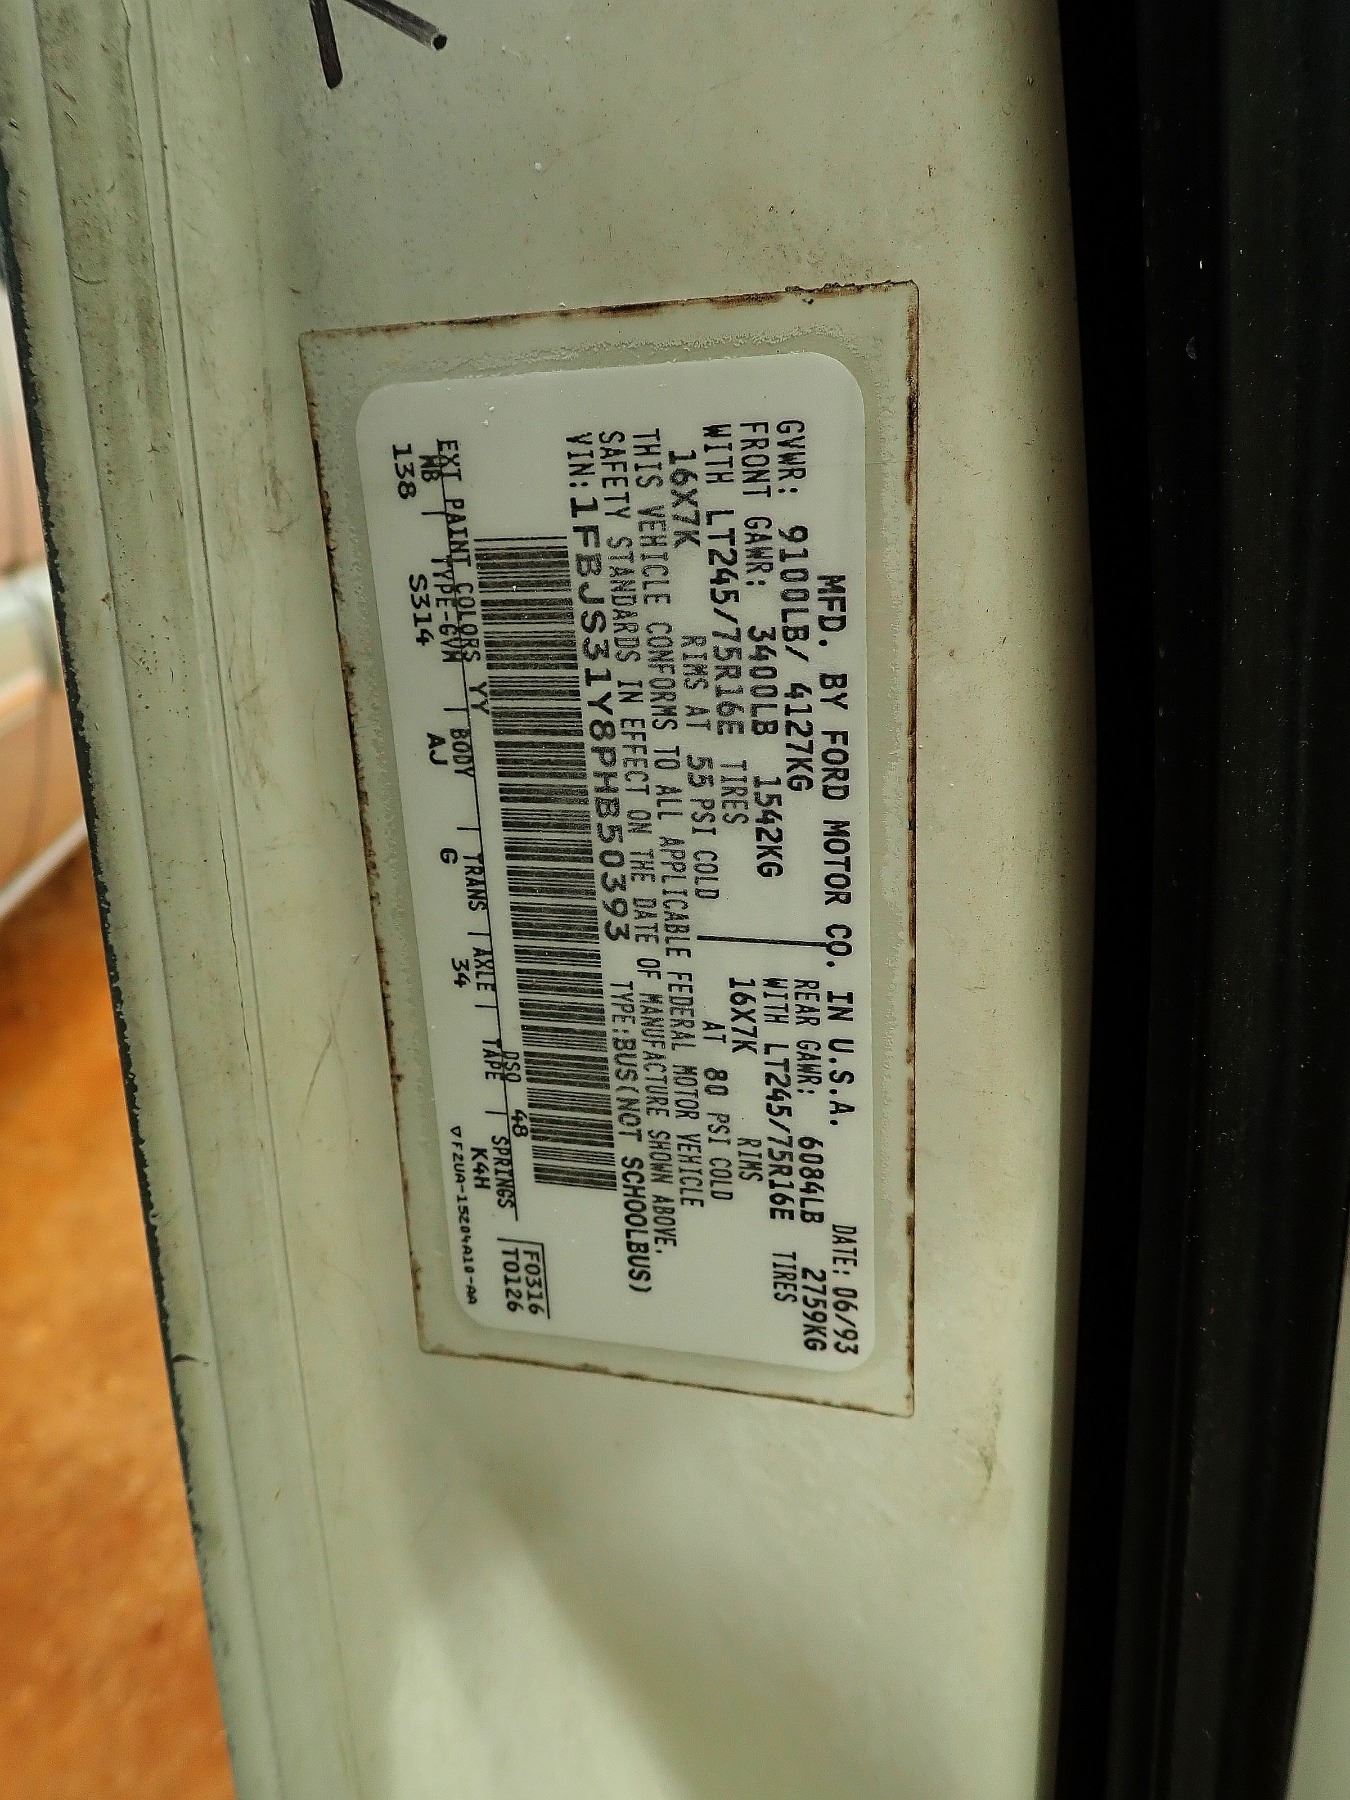 MFD. BY FORD MOTOR CO. IN U.S.A.
DATE: 06/93
GVWR: 9100LB/ 4127KG
FRONT GAWR: 3400LB 1542KG
WITH LT245/75R16E TIRES
16X7K RIMS AT 55 PSI COLD
REAR GAWR: 6084LB 2759KG
WITH LT245/75R16E TIRES
16X7K RIMS
AT 80 PSI COLD
THIS VEHICLE CONFORMS TO ALL APPLICABLE FEDERAL MOTOR VEHICLE
SAFETY STANDARDS IN EFFECT ON THE DATE OF MANUFACTURE SHOWN ABOVE.
VIN: 1FBJS31Y8PHB50393 TYPE: BUS(NOT SCHOOLBUS)
EXT PAINT COLORS YY DSO 48 F0316
WB | TYPE-GVW | BODY | TRANS | AXLE | TAPE | SPRINGS T0126
138 S314 AJ G 34 K4H
▽F2UA-15204A10-AA